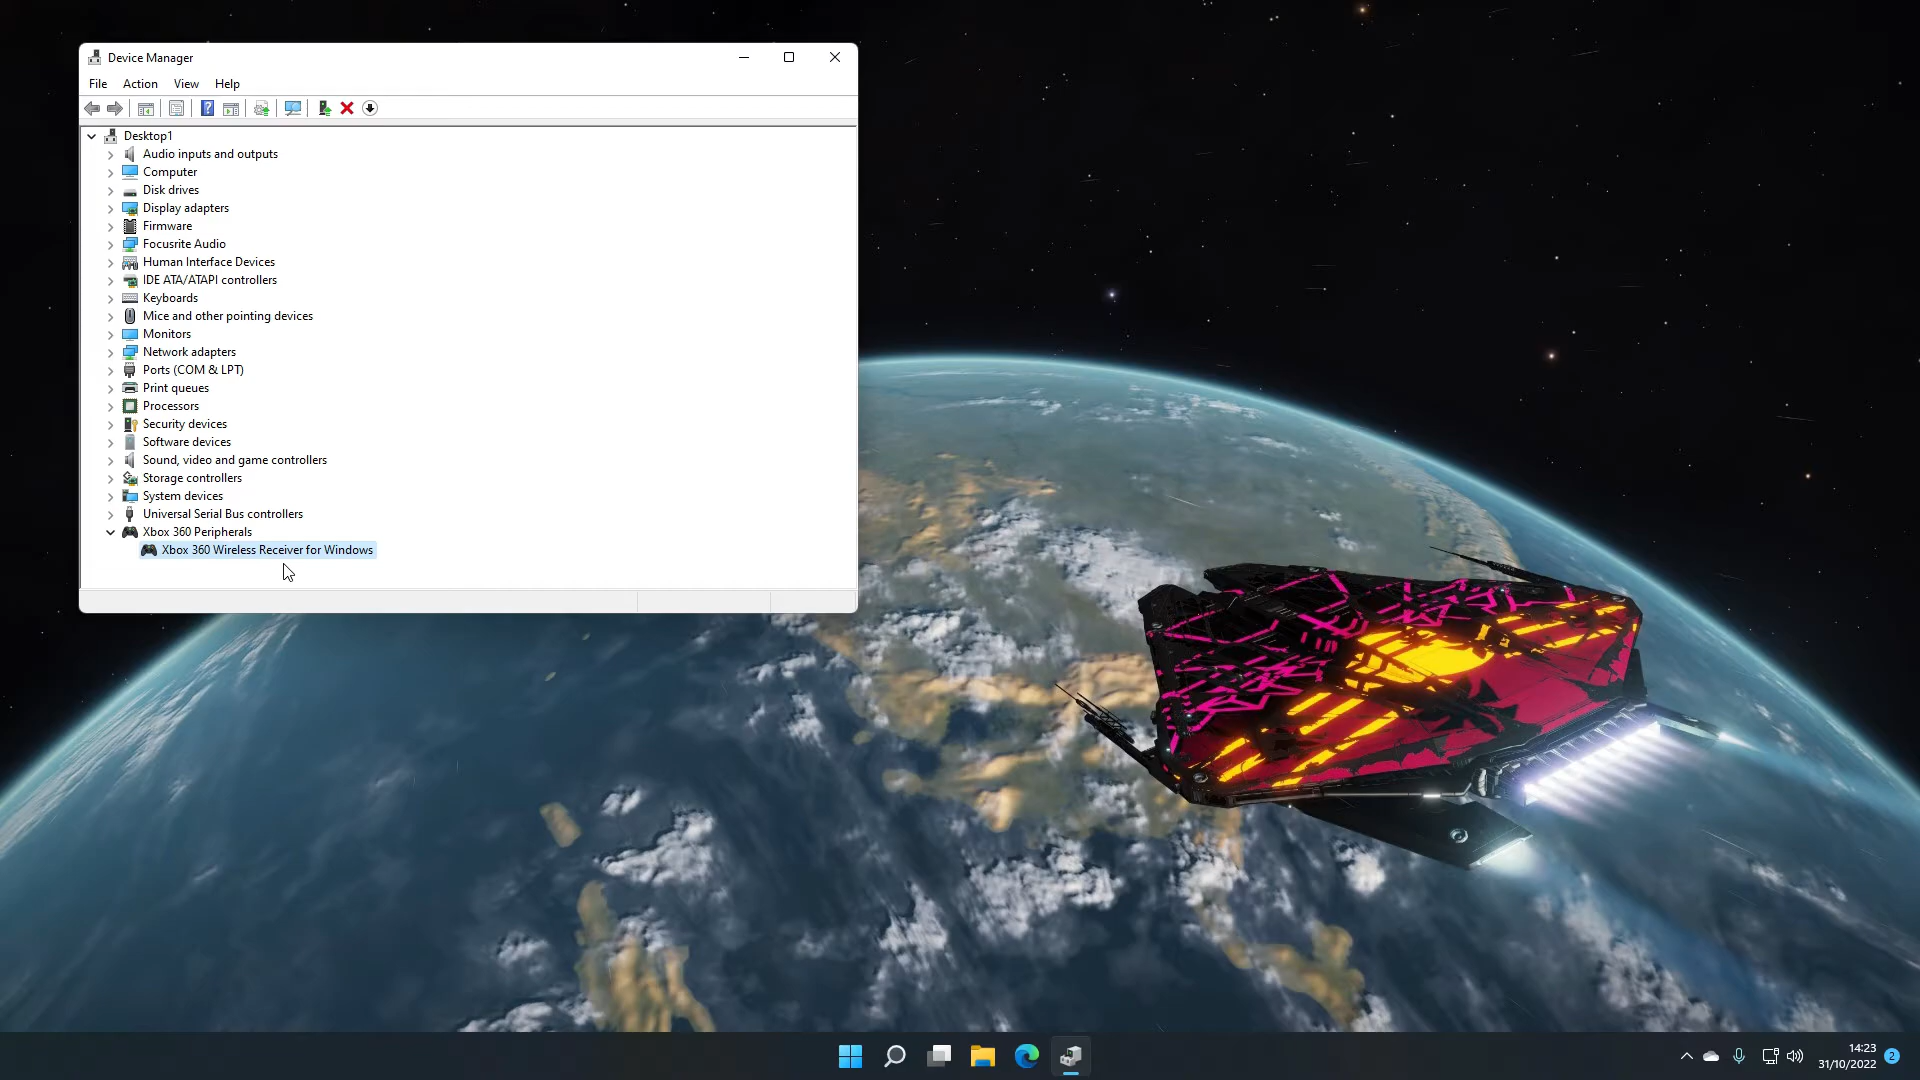 Device Manager
File Action View Help
Desktop1
Audio inputs and outputs
Computer
Disk drives
Display adapters
Firmware
Focusrite Audio
Human Interface Devices
IDE ATA/ATAPI controllers
Keyboards
Mice and other pointing devices
Monitors
Network adapters
Ports (COM & LPT)
Print queues
Processors
Security devices
Software devices
Sound, video and game controllers
Storage controllers
System devices
Universal Serial Bus controllers
Xbox 360 Peripherals
Xbox 360 Wireless Receiver for Windows
14:23
31/10/2022
2